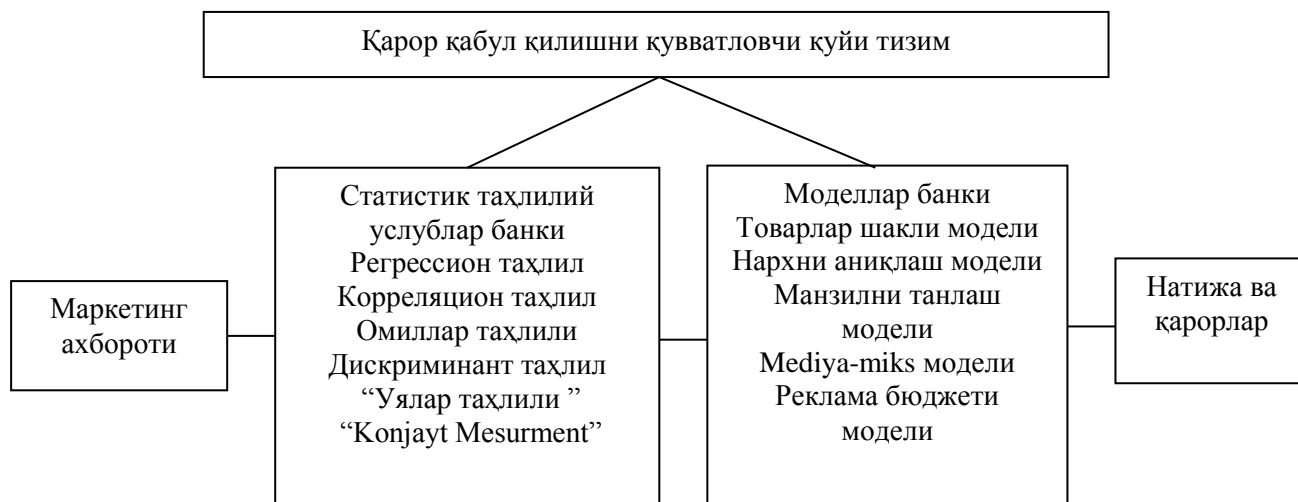 Қарор қабул қилишни қувватловчи қуйи тизим
Маркетинг
ахбороти
Статистик таҳлилий
услублар банки
Регрессион таҳлил
Корреляцион таҳлил
Омиллар таҳлили
Дискриминант таҳлил
“Уялар таҳлили ”
“Konjayt Mesurment”
Моделлар банки
Товарлар шакли модели
Нархни аниқлаш модели
Манзилни танлаш
модели
Mediya-miks модели
Реклама бюджети
модели
Натижа ва
қарорлар